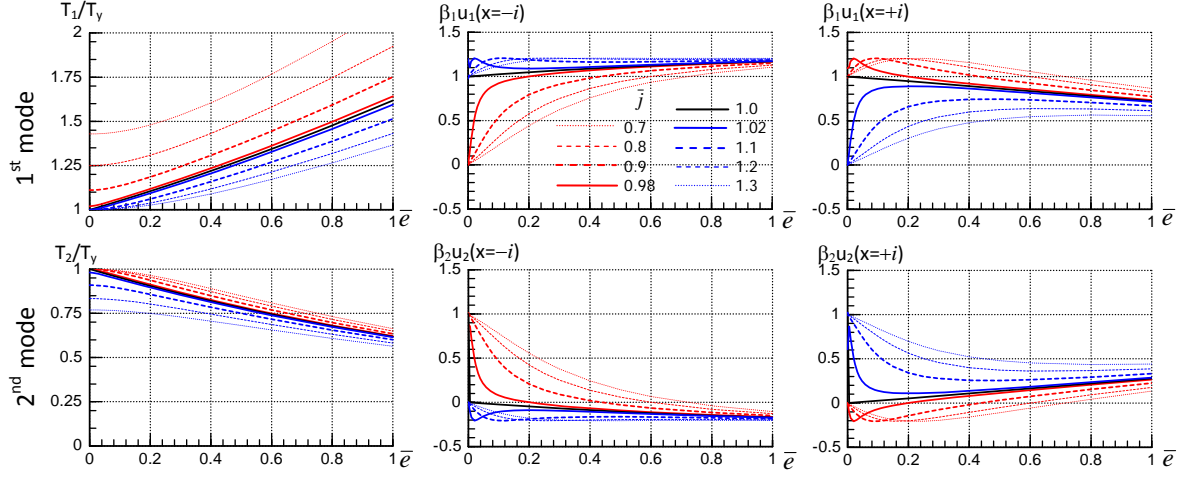 T₁/Tᵧ
2
1.75
1.5
1.25
1
0 0.2 0.4 0.6 0.8 1
e̅
1ˢᵗ mode
β₁u₁(x=−i)
1.5
1
0.5
0
-0.5
0 0.2 0.4 0.6 0.8 1
e̅
j̅
0.7
0.8
0.9
0.98
1.0
1.02
1.1
1.2
1.3
β₁u₁(x=+i)
1.5
1
0.5
0
-0.5
0 0.2 0.4 0.6 0.8 1
e̅
T₂/Tᵧ
1
0.75
0.5
0.25
0
0 0.2 0.4 0.6 0.8 1
e̅
2ⁿᵈ mode
β₂u₂(x=−i)
1.5
1
0.5
0
-0.5
0 0.2 0.4 0.6 0.8 1
e̅
β₂u₂(x=+i)
1.5
1
0.5
0
-0.5
0 0.2 0.4 0.6 0.8 1
e̅